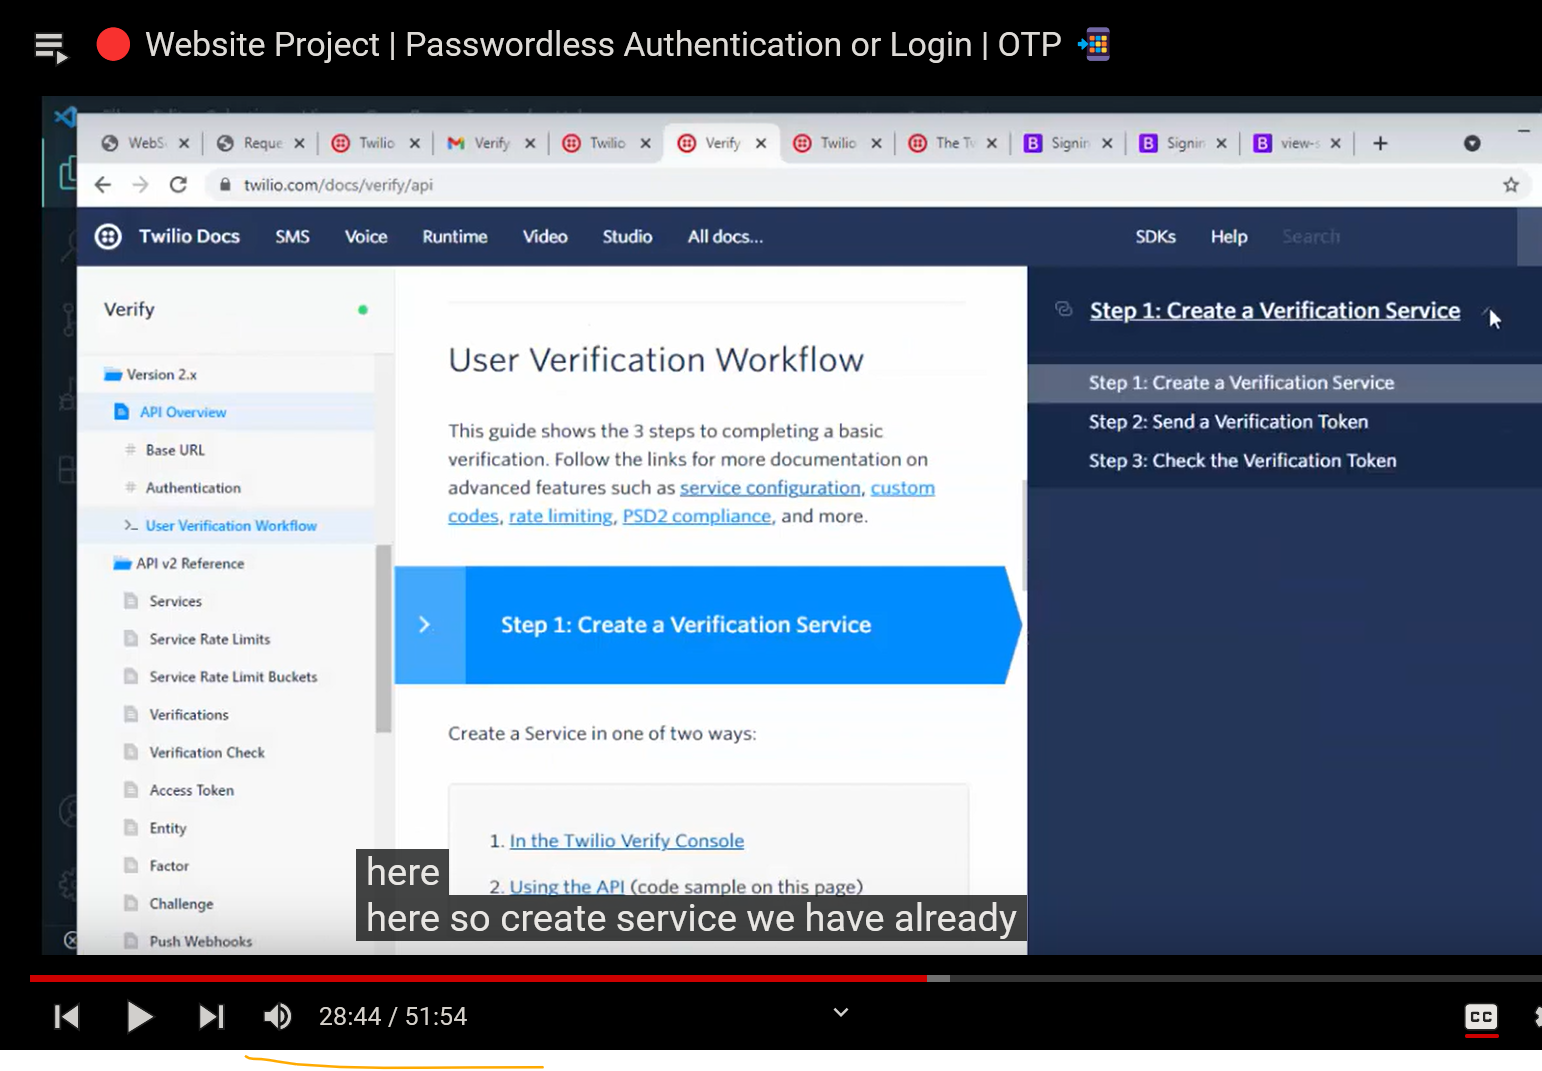 Website Project | Passwordless Authentication or Login | OTP
WebS
Reque
Twilio
Verify
Twilio
Verify
Twilio
The Tw
Signin
Signin
view-s
twilio.com/docs/verify/api
Twilio Docs SMS Voice Runtime Video Studio All docs... SDKs Help Search
Verify
Version 2.x
API Overview
# Base URL
# Authentication
>_ User Verification Workflow
API v2 Reference
Services
Service Rate Limits
Service Rate Limit Buckets
Verifications
Verification Check
Access Token
Entity
Factor
Challenge
Push Webhooks
User Verification Workflow
This guide shows the 3 steps to completing a basic
verification. Follow the links for more documentation on
advanced features such as service configuration, custom
codes, rate limiting, PSD2 compliance, and more.
Step 1: Create a Verification Service
Create a Service in one of two ways:
1. In the Twilio Verify Console
2. Using the API (code sample on this page)
Step 1: Create a Verification Service
Step 1: Create a Verification Service
Step 2: Send a Verification Token
Step 3: Check the Verification Token
here
here so create service we have already
28:44 / 51:54
CC